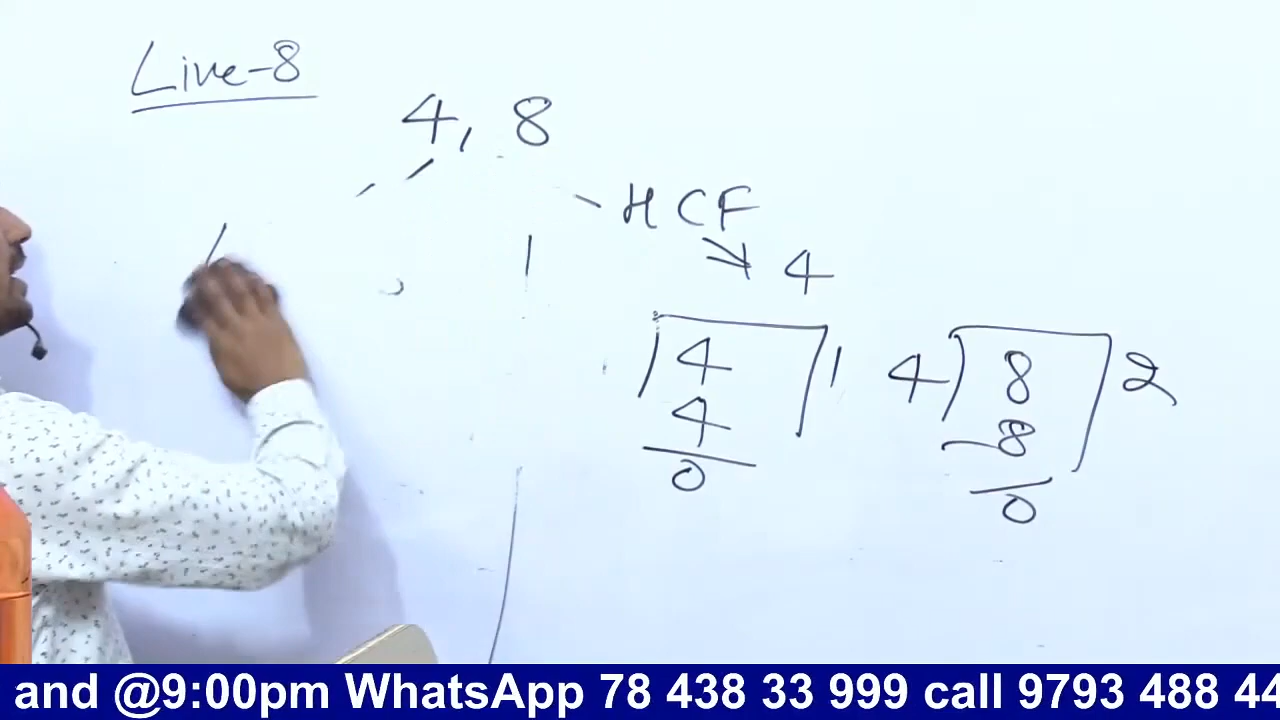 Live-8
4, 8
HCF
4
4 1
4
0
4 8 2
-8
0
and @9:00pm WhatsApp 78 438 33 999 call 9793 488 44